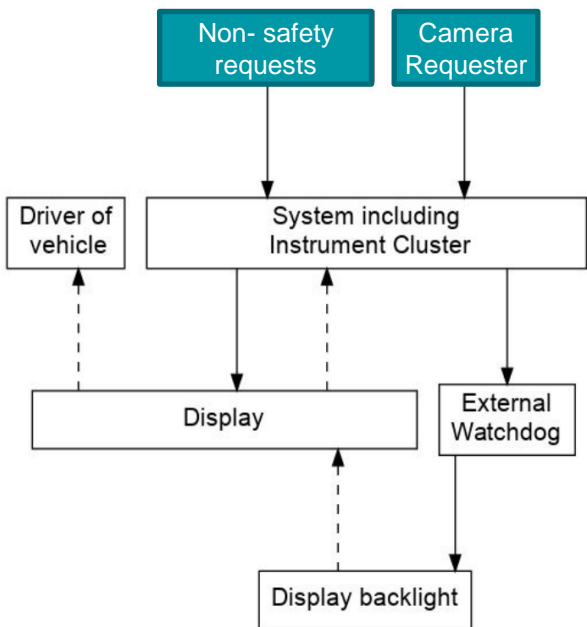 Non- safety
requests
Camera
Requester
Driver of
vehicle
System including
Instrument Cluster
Display
External
Watchdog
Display backlight